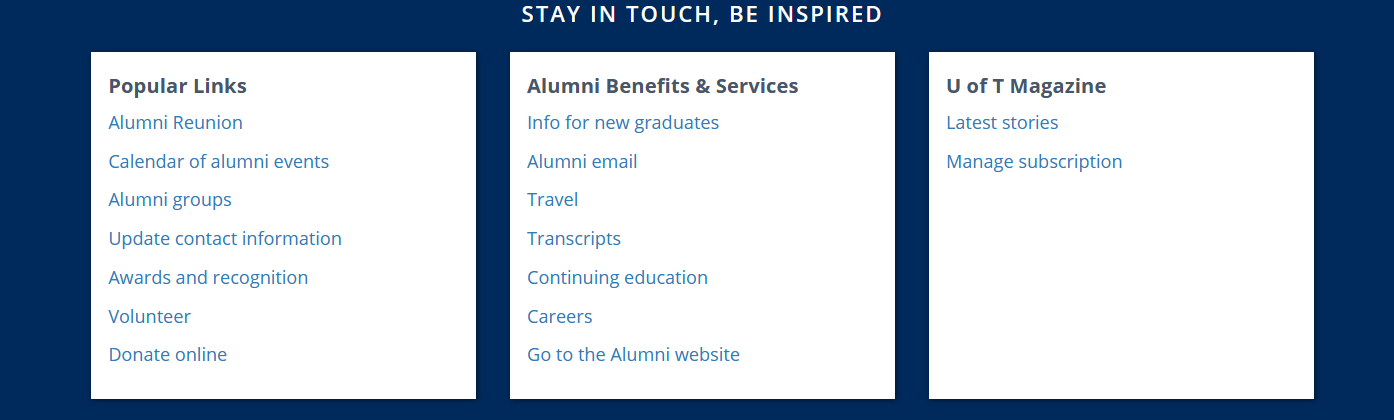 STAY IN TOUCH, BE INSPIRED
Popular Links
Alumni Reunion
Calendar of alumni events
Alumni groups
Update contact information
Awards and recognition
Volunteer
Donate online
Alumni Benefits & Services
Info for new graduates
Alumni email
Travel
Transcripts
Continuing education
Careers
Go to the Alumni website
U of T Magazine
Latest stories
Manage subscription